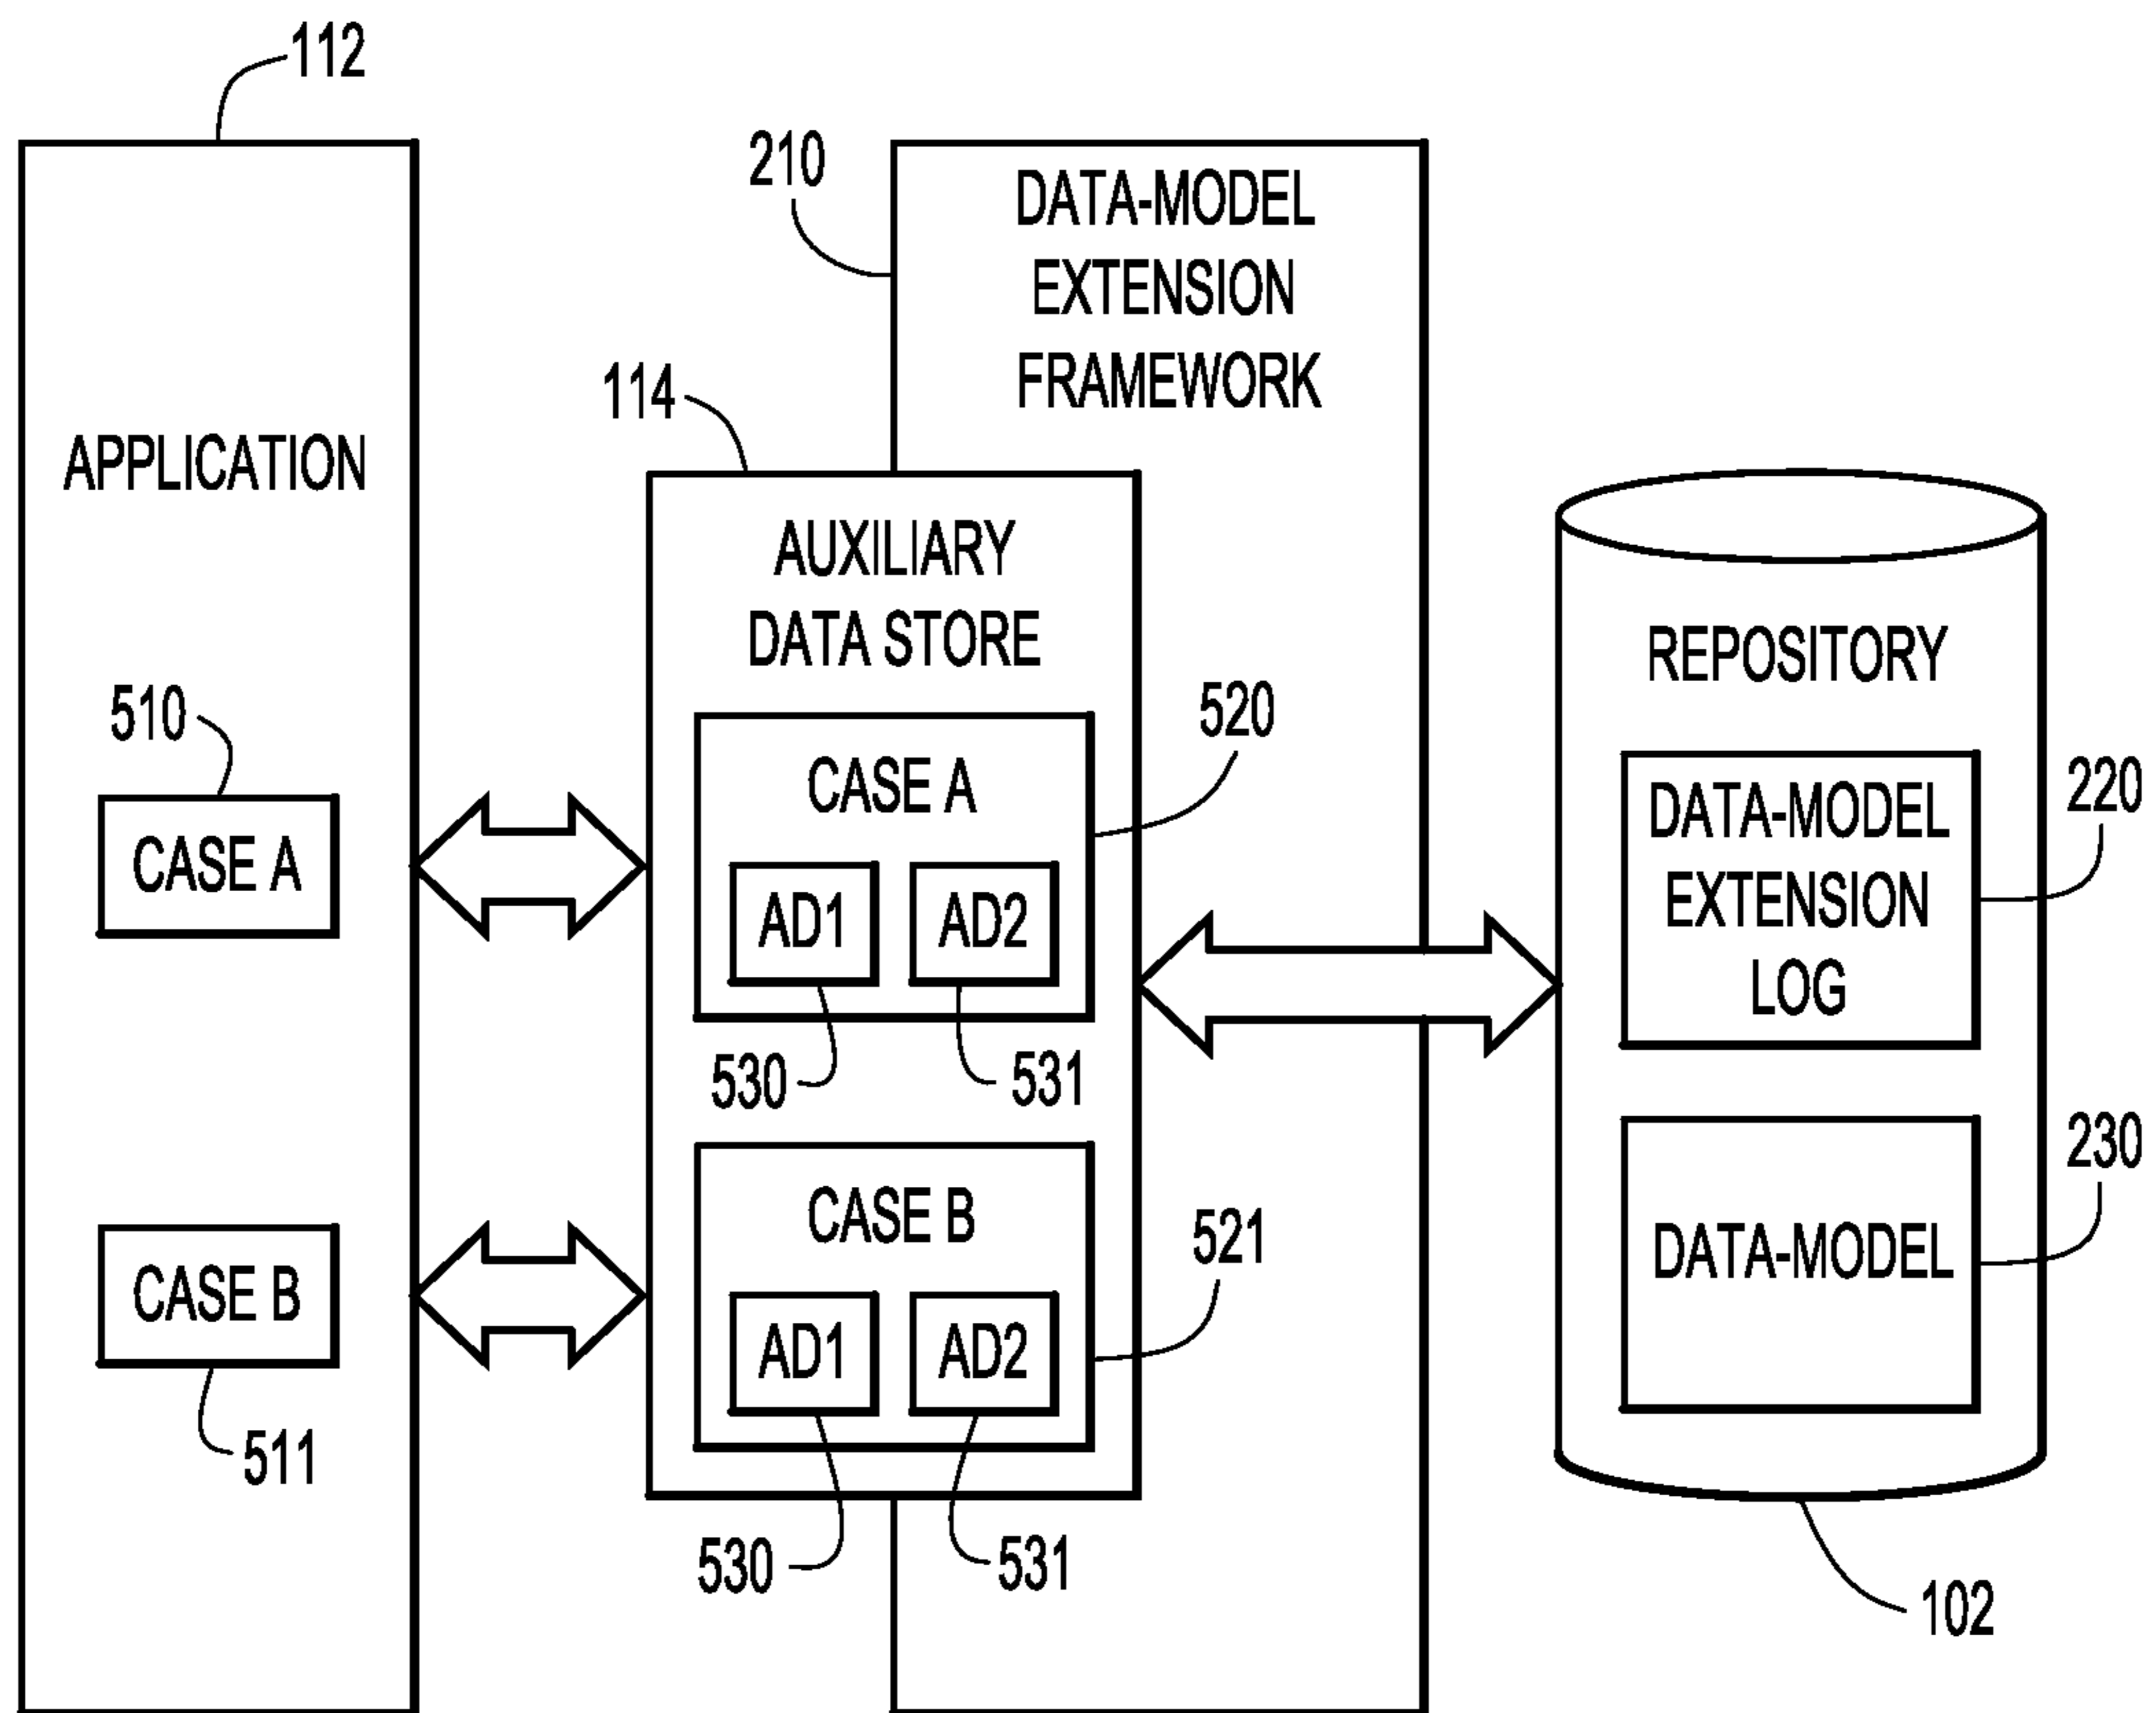 112
210
DATA-MODEL
EXTENSION
FRAMEWORK
114
APPLICATION
AUXILIARY
DATA STORE
REPOSITORY
510
520
CASE A
DATA-MODEL
EXTENSION
LOG
220
CASE A
AD1
AD2
530
531
230
CASE B
521
DATA-MODEL
CASE B
AD1
AD2
511
530
531
102